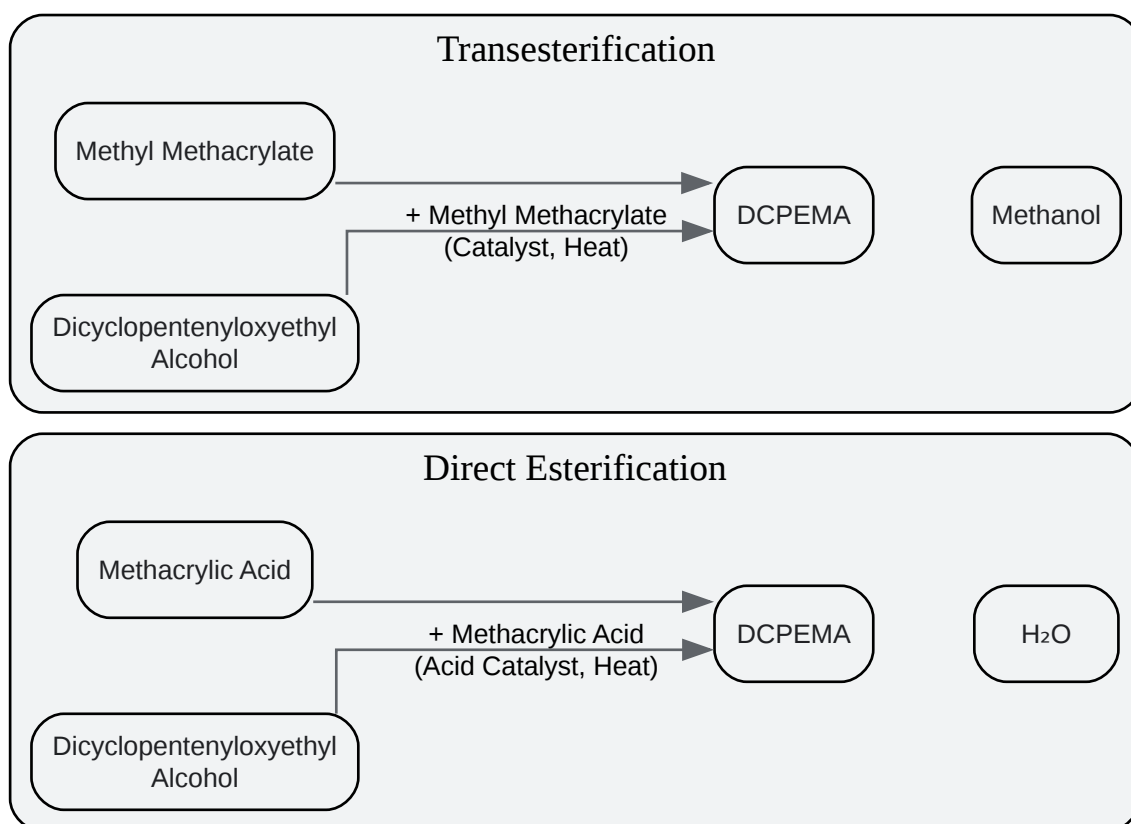 Transesterification
Methyl Methacrylate
+ Methyl Methacrylate
(Catalyst, Heat)
DCPEMA
Methanol
Dicyclopentenyloxyethyl
Alcohol
Direct Esterification
Methacrylic Acid
+ Methacrylic Acid
(Acid Catalyst, Heat)
DCPEMA
H₂O
Dicyclopentenyloxyethyl
Alcohol